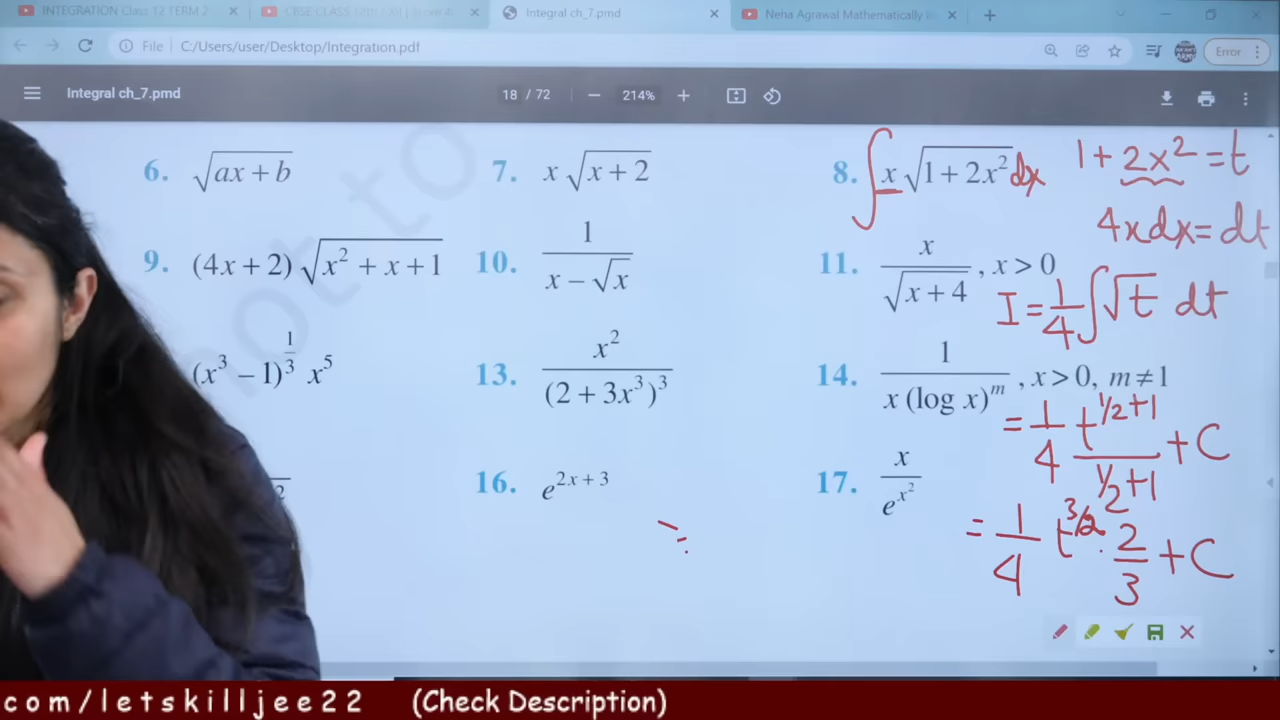 INTEGRATION Class 12 TERM 2
CBSE CLASS 12th
Integral ch_7.pmd
Neha Agrawal Mathematically
File C:/Users/user/Desktop/Integration.pdf
Error
Integral ch_7.pmd
18 / 72
214%
6. √(ax + b)
7. x √(x + 2)
8. ∫ x √(1 + 2x²) dx
1 + 2x² = t
4x dx = dt
9. (4x + 2) √(x² + x + 1)
10. 1 / (x − √x)
11. x / √(x + 4) , x > 0
I = 1/4 ∫ √t dt
(x³ − 1)^(1/3) x⁵
13. x² / (2 + 3x³)³
14. 1 / (x (log x)^m) , x > 0, m ≠ 1
= 1/4 t^(1/2+1) / (1/2+1) + C
16. e^(2x + 3)
17. x / e^(x²)
= 1/4 t^(3/2) · 2/3 + C
com/letskilljee22 (Check Description)